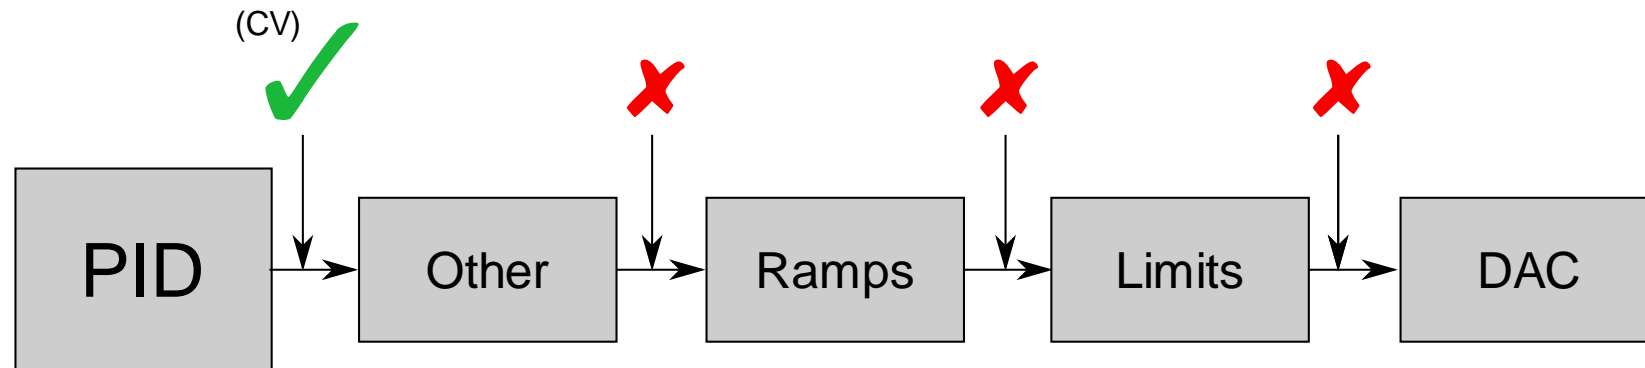 (CV)
PID
Other
Ramps
Limits
DAC